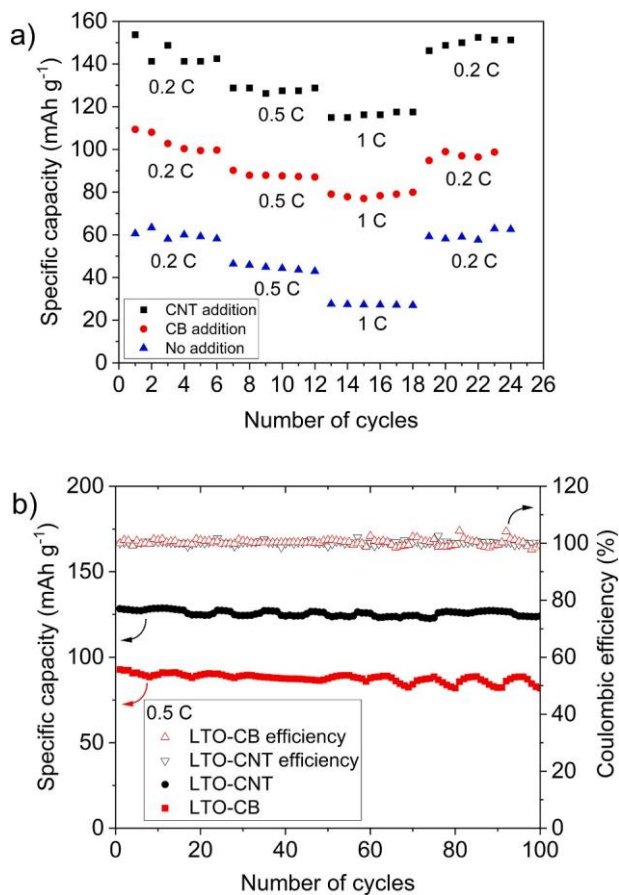 a)
Specific capacity (mAh g⁻¹)
160
140
120
100
80
60
40
20
0
0.2 C
0.5 C
1 C
0.2 C
0.2 C
0.5 C
1 C
0.2 C
0.2 C
0.5 C
1 C
0.2 C
CNT addition
CB addition
No addition
0 2 4 6 8 10 12 14 16 18 20 22 24 26
Number of cycles
b)
Specific capacity (mAh g⁻¹)
200
150
100
50
0
Coulombic efficiency (%)
120
100
80
60
40
20
0
0.5 C
LTO-CB efficiency
LTO-CNT efficiency
LTO-CNT
LTO-CB
0 20 40 60 80 100
Number of cycles